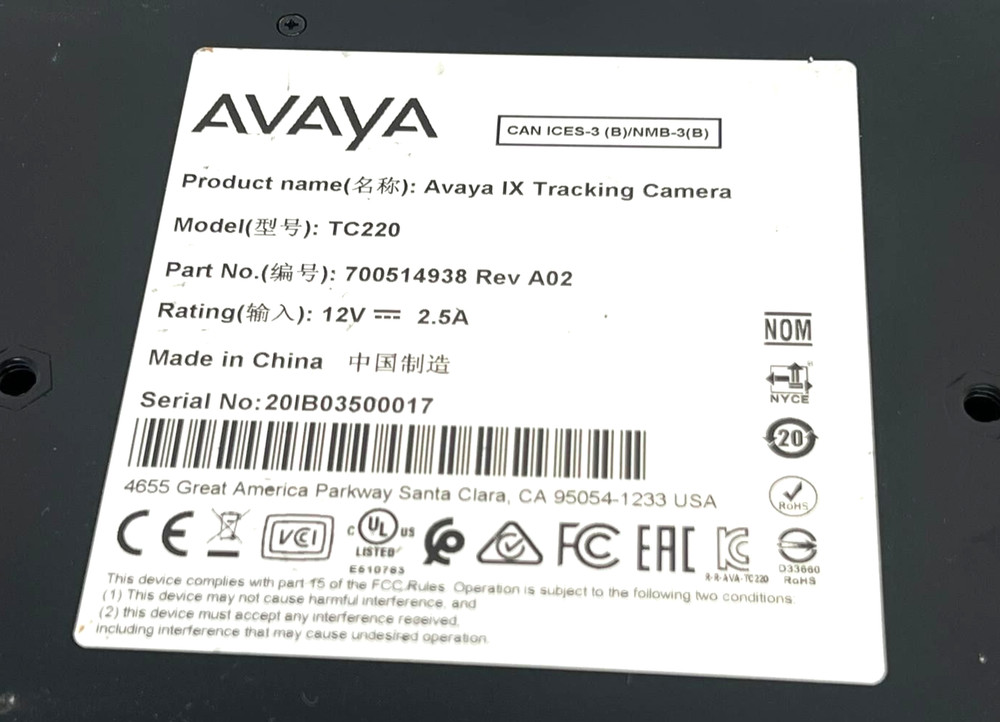 AVAYA
CAN ICES-3 (B)/NMB-3(B)
Product name(名称): Avaya IX Tracking Camera
Model(型号): TC220
Part No.(编号): 700514938 Rev A02
Rating(输入): 12V 2.5A
Made in China 中国制造
Serial No:20IB03500017
NOM
NYCE
20
RoHS
4655 Great America Parkway Santa Clara, CA 95054-1233 USA
CE
VCCI
C UL US
LISTED
E510763
FC
EAC
KC
R-R-AVA-TC220
D33660
RoHS
This device complies with part 15 of the FCC Rules. Operation is subject to the following two conditions
(1) This device may not cause harmful interference, and
(2) this device must accept any interference received,
including interference that may cause undesired operation.